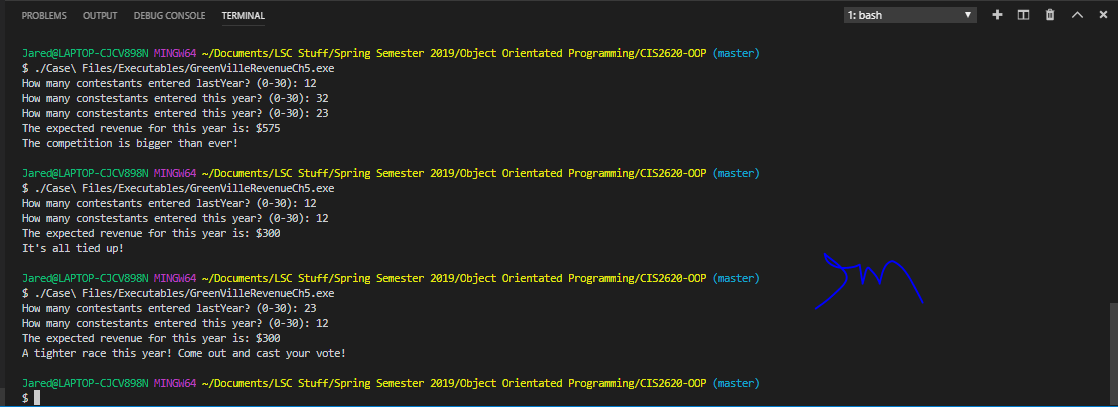 PROBLEMS OUTPUT DEBUG CONSOLE TERMINAL 1: bash
Jared@LAPTOP-CJCV898N MINGW64 ~/Documents/LSC Stuff/Spring Semester 2019/Object Orientated Programming/CIS2620-OOP (master)
$ ./Case\ Files/Executables/GreenVilleRevenueCh5.exe
How many contestants entered lastYear? (0-30): 12
How many constestants entered this year? (0-30): 32
How many constestants entered this year? (0-30): 23
The expected revenue for this year is: $575
The competition is bigger than ever!
Jared@LAPTOP-CJCV898N MINGW64 ~/Documents/LSC Stuff/Spring Semester 2019/Object Orientated Programming/CIS2620-OOP (master)
$ ./Case\ Files/Executables/GreenVilleRevenueCh5.exe
How many contestants entered lastYear? (0-30): 12
How many constestants entered this year? (0-30): 12
The expected revenue for this year is: $300
It's all tied up!
Jared@LAPTOP-CJCV898N MINGW64 ~/Documents/LSC Stuff/Spring Semester 2019/Object Orientated Programming/CIS2620-OOP (master)
$ ./Case\ Files/Executables/GreenVilleRevenueCh5.exe
How many contestants entered lastYear? (0-30): 23
How many constestants entered this year? (0-30): 12
The expected revenue for this year is: $300
A tighter race this year! Come out and cast your vote!
Jared@LAPTOP-CJCV898N MINGW64 ~/Documents/LSC Stuff/Spring Semester 2019/Object Orientated Programming/CIS2620-OOP (master)
$